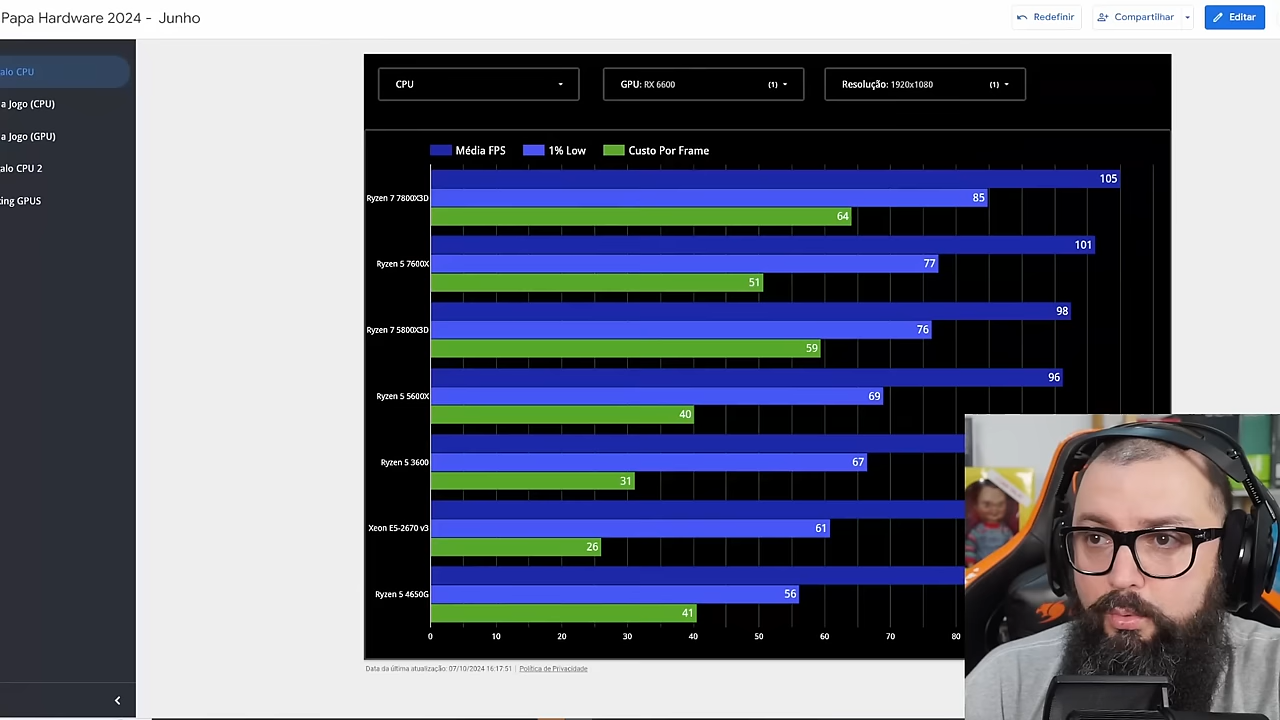 Papa Hardware 2024 - Junho
Redefinir
Compartilhar
Editar
alo CPU
a Jogo (CPU)
a Jogo (GPU)
alo CPU 2
ing GPUS
CPU
GPU: RX 6600 (1)
Resolução: 1920x1080 (1)
Média FPS 1% Low Custo Por Frame
Ryzen 7 7800X3D 105 85 64
Ryzen 5 7600X 101 77 51
Ryzen 7 5800X3D 98 76 59
Ryzen 5 5600X 96 69 40
Ryzen 5 3600 67 31
Xeon E5-2670 v3 61 26
Ryzen 5 4650G 56 41
0 10 20 30 40 50 60 70 80
Data da última atualização: 07/10/2024 16:17:51 | Política de Privacidade